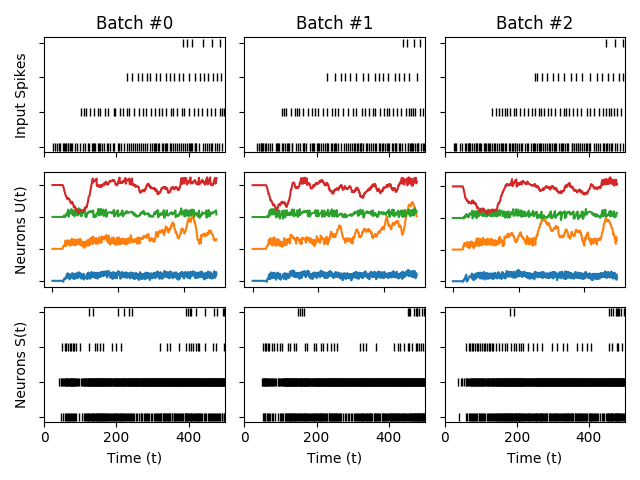 Batch #0 Batch #1 Batch #2
Input Spikes
Neurons U(t)
Neurons S(t)
0 200 400 0 200 400 0 200 400
Time (t) Time (t) Time (t)